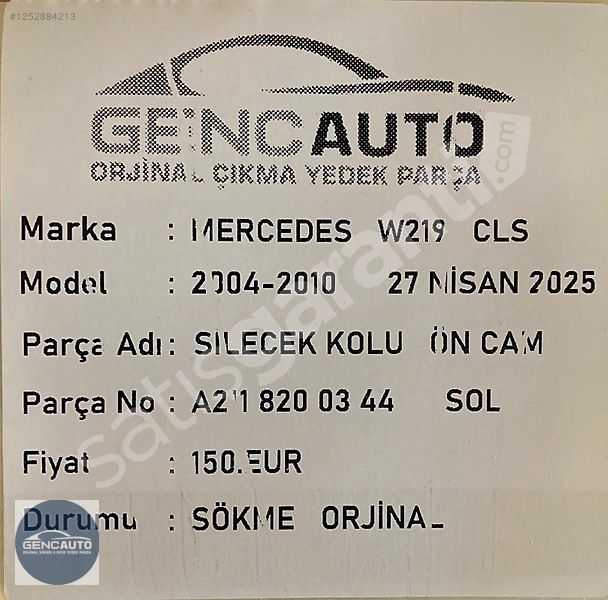 #1252884213
GENCAUTO
ORJİNAL ÇIKMA YEDEK PARÇA
Marka : MERCEDES W219 CLS
Model : 2004-2010 27 NİSAN 2025
Parça Adı : SILECEK KOLU ÖN CAM
Parça No : A211 820 03 44 SOL
Fiyat : 150.EUR
Durumu : SÖKME ORJİNAL
satısgaranti.com
GENCAUTO